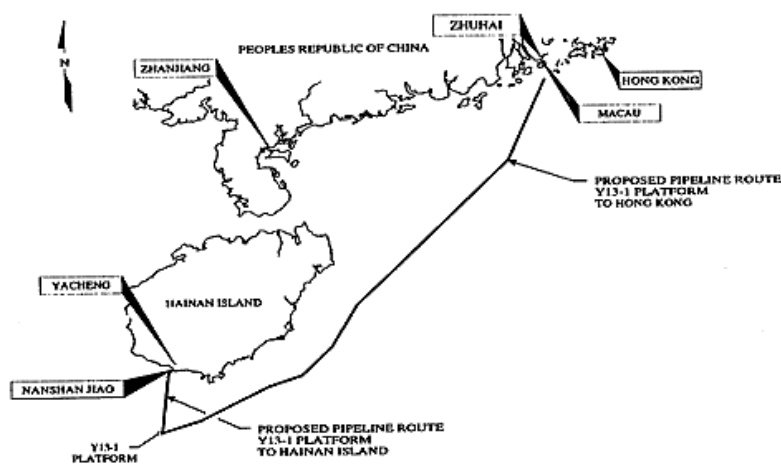 ZHUHAI
PEOPLES REPUBLIC OF CHINA
N
ZHANHANG
HONG KONG
MACAU
PROPOSED PIPELINE ROUTE
Y13-1 PLATFORM
TO HONG KONG
YACHENG
HAINAN ISLAND
NANSHAN JIAO
PROPOSED PIPELINE ROUTE
Y13-1 PLATFORM
TO HAINAN ISLAND
Y13-1
PLATFORM